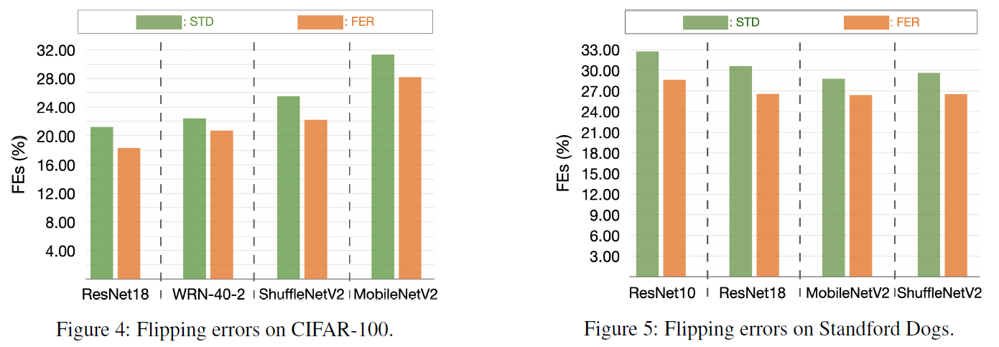 : STD : FER
32.00
28.00
24.00
20.00
16.00
12.00
8.00
4.00
FEs (%)
ResNet18 WRN-40-2 ShuffleNetV2 MobileNetV2
Figure 4: Flipping errors on CIFAR-100.
: STD : FER
33.00
30.00
27.00
24.00
21.00
18.00
15.00
12.00
9.00
6.00
3.00
FEs (%)
ResNet10 ResNet18 MobileNetV2 ShuffleNetV2
Figure 5: Flipping errors on Standford Dogs.